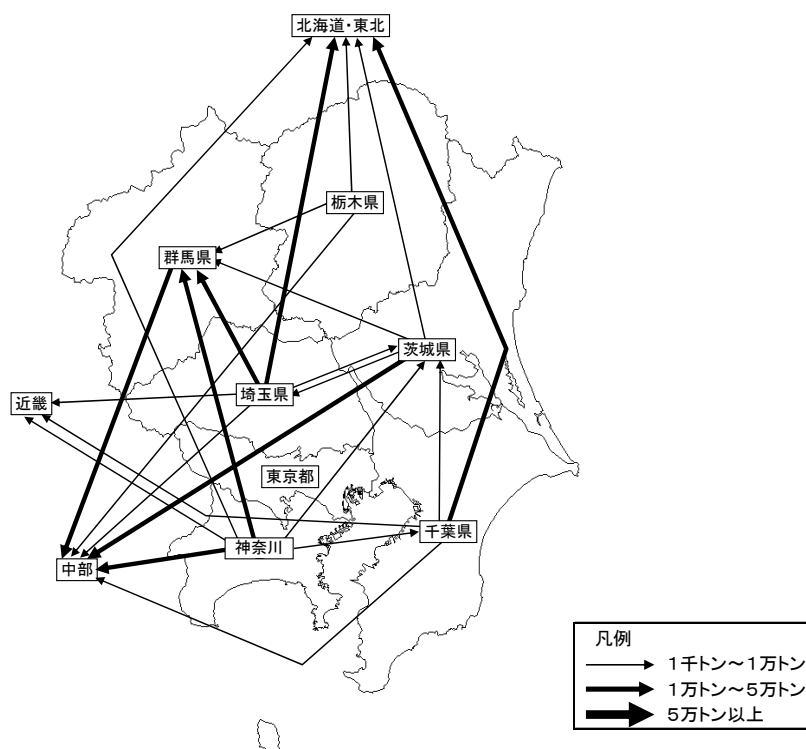 北海道・東北
栃木県
群馬県
茨城県
埼玉県
近畿
東京都
千葉県
神奈川
中部
凡例
1千トン～1万トン
1万トン～5万トン
5万トン以上